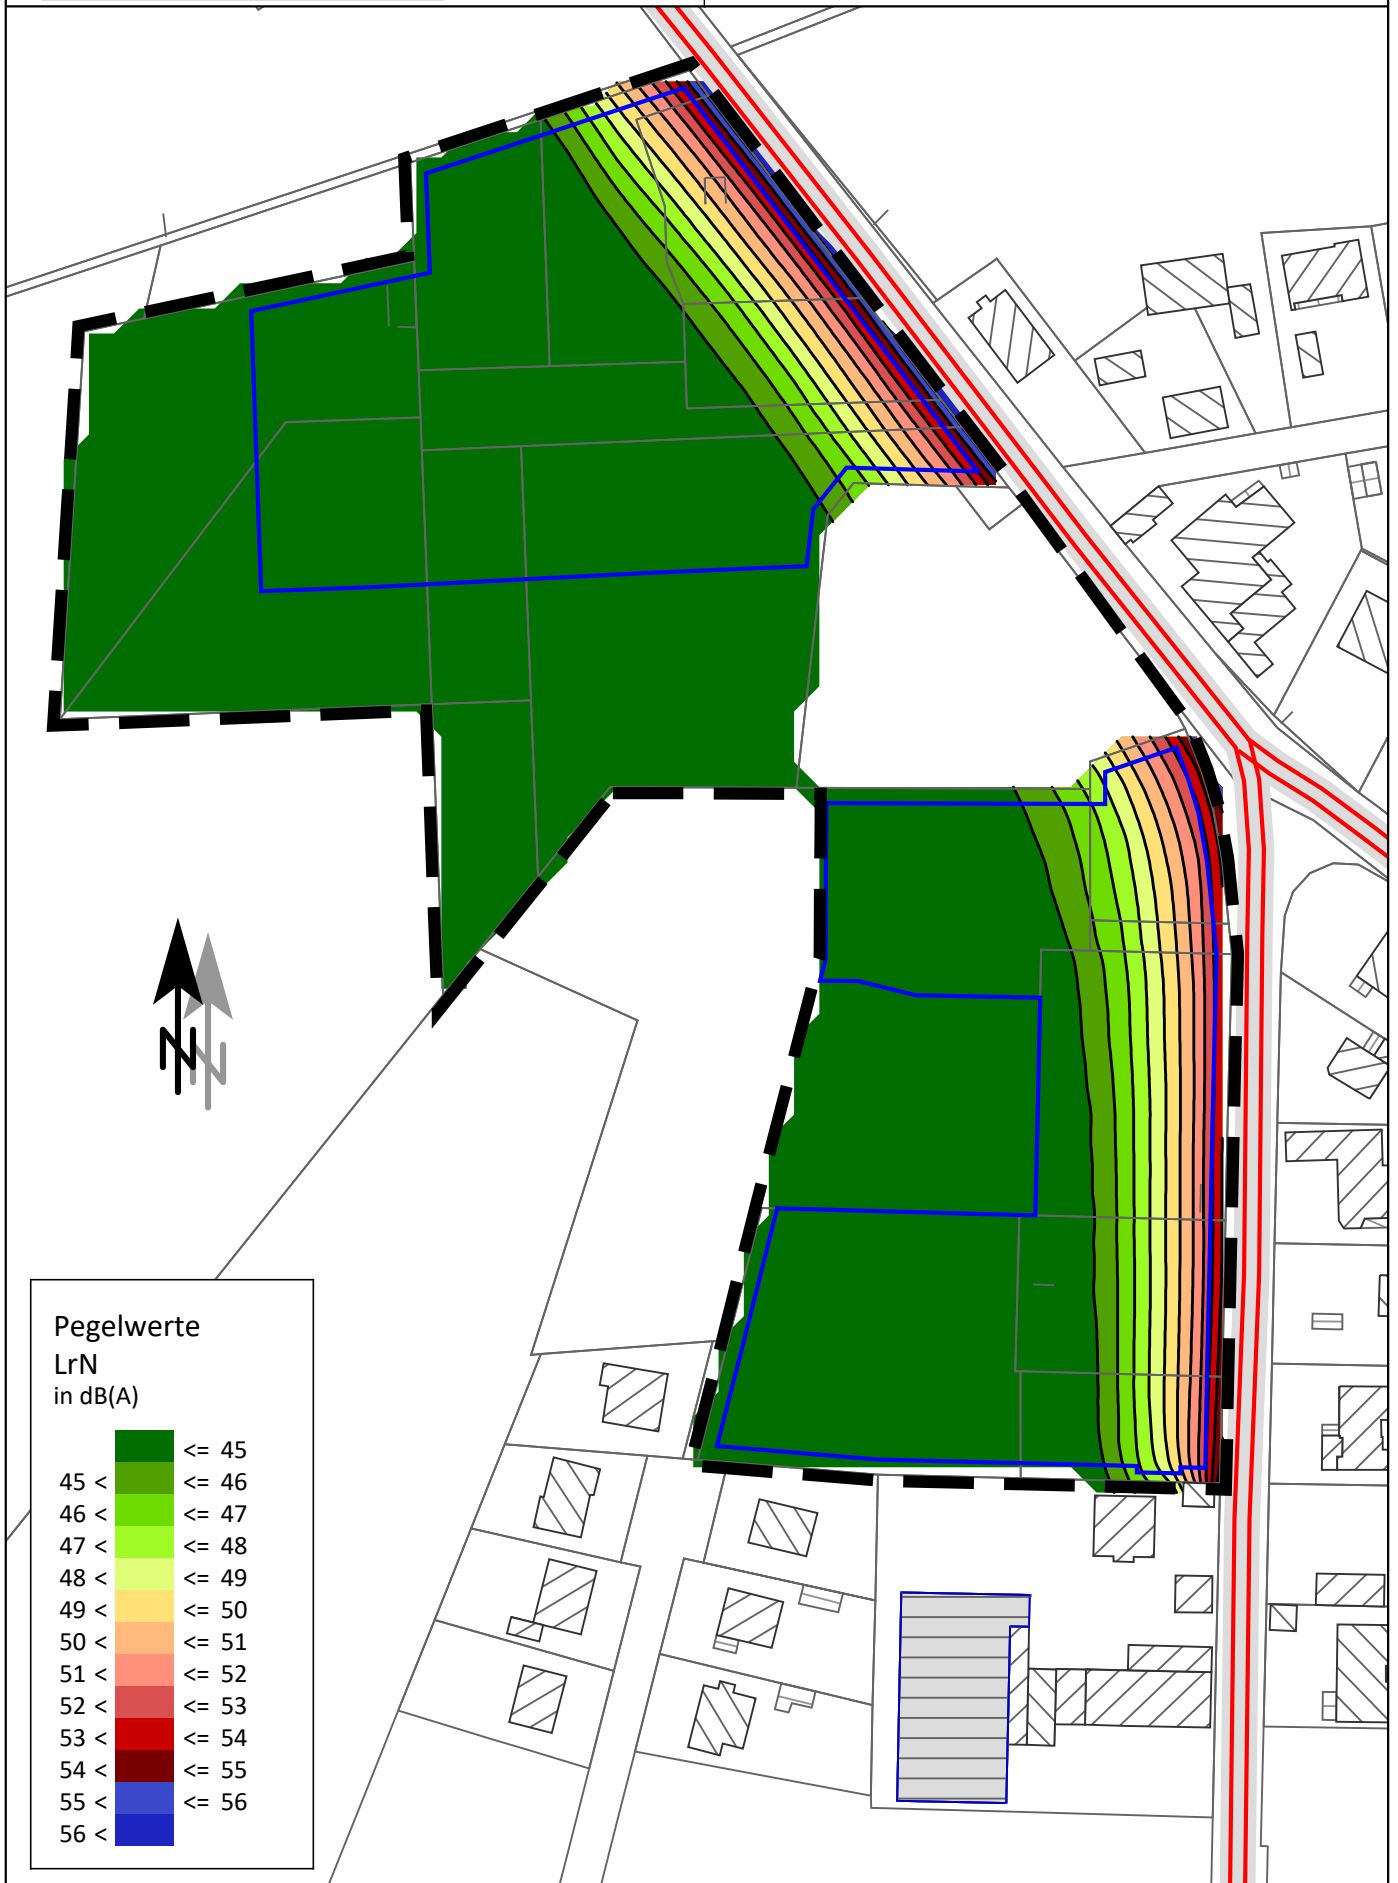 N N
Pegelwerte
LrN
in dB(A)
<= 45
45 < <= 46
46 < <= 47
47 < <= 48
48 < <= 49
49 < <= 50
50 < <= 51
51 < <= 52
52 < <= 53
53 < <= 54
54 < <= 55
55 < <= 56
56 <